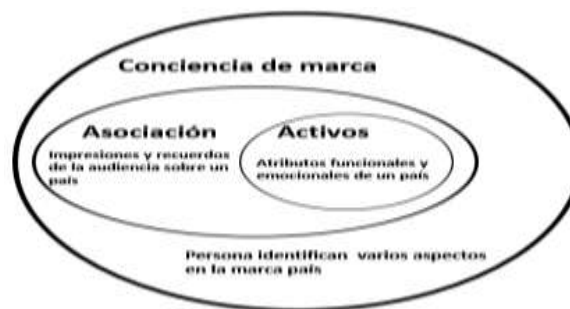 Conciencia de marca
Asociación
Impresiones y recuerdos
de la audiencia sobre un
país
Activos
Atributos funcionales y
emocionales de un país
Persona identifican varios aspectos
en la marca país